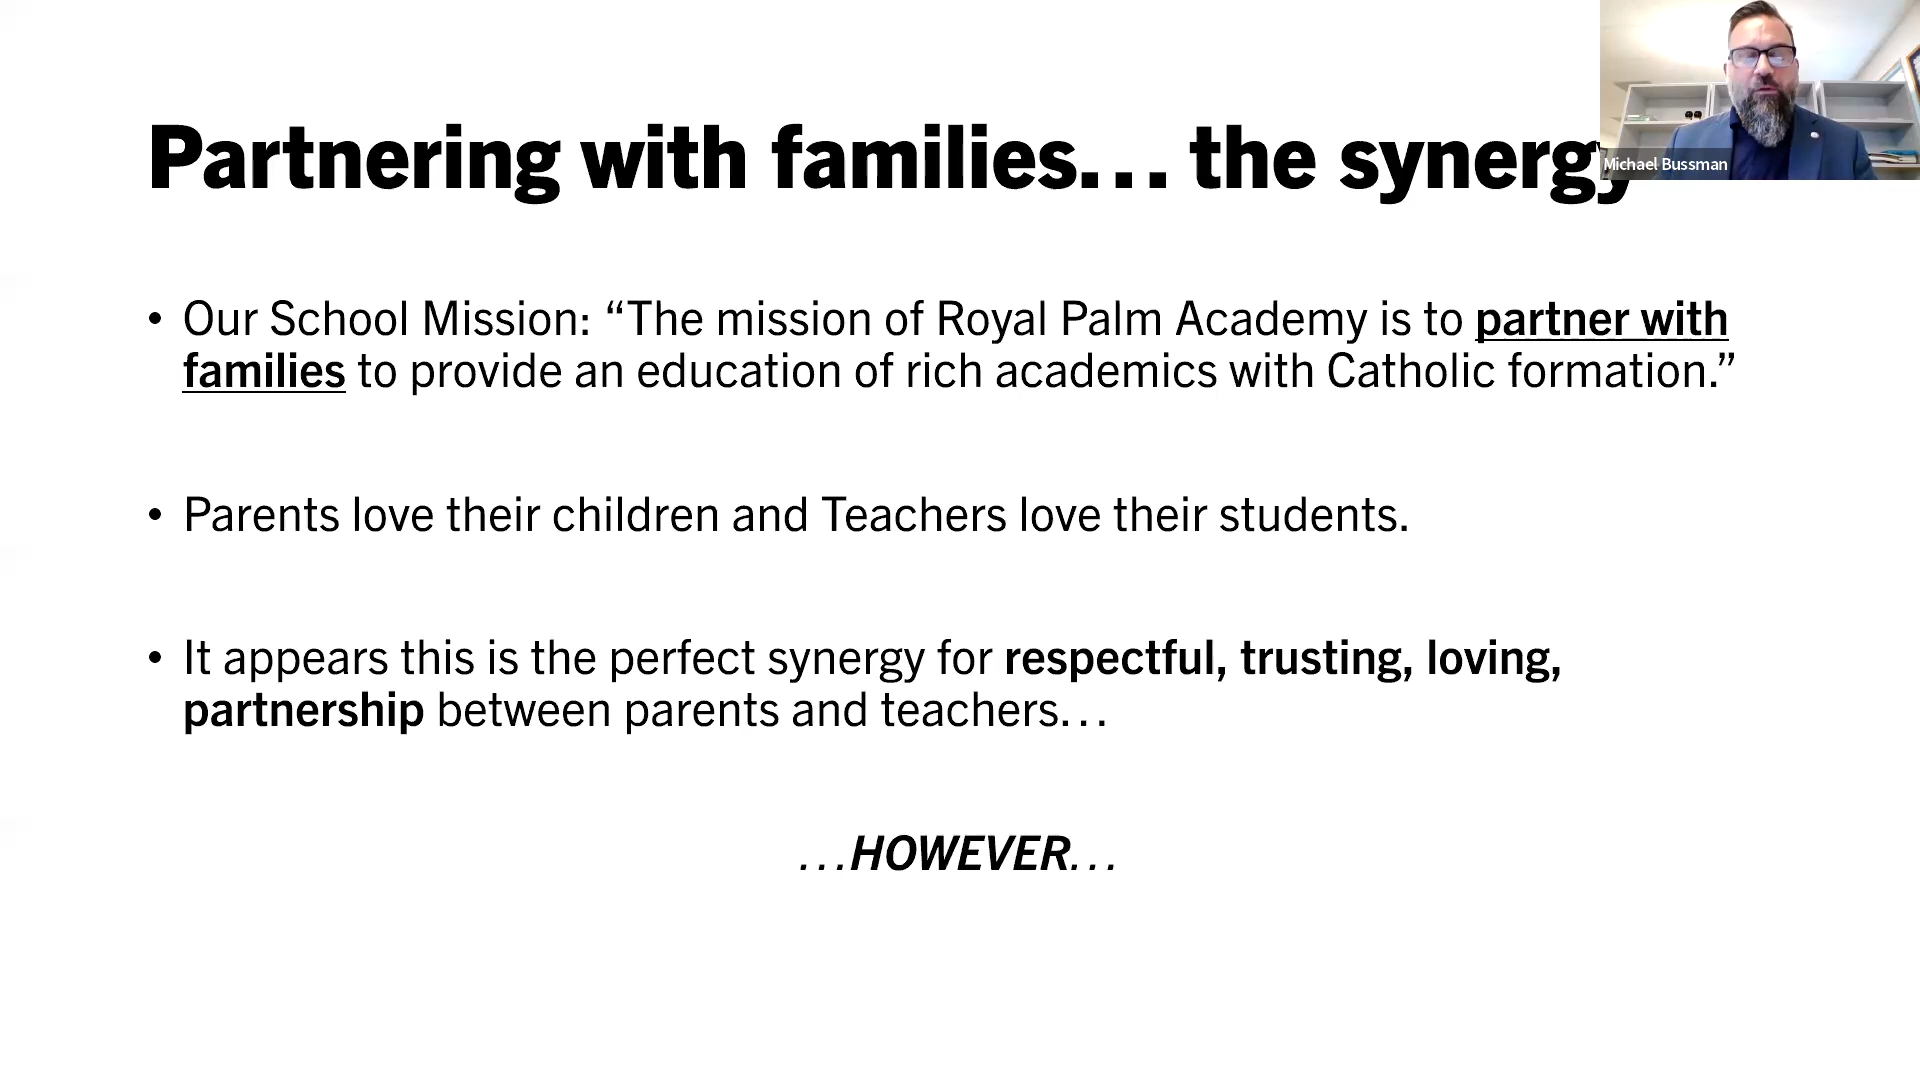 Partnering with families… the synergy
Michael Bussman
• Our School Mission: “The mission of Royal Palm Academy is to partner with
families to provide an education of rich academics with Catholic formation.”
• Parents love their children and Teachers love their students.
• It appears this is the perfect synergy for respectful, trusting, loving,
partnership between parents and teachers…
…HOWEVER…